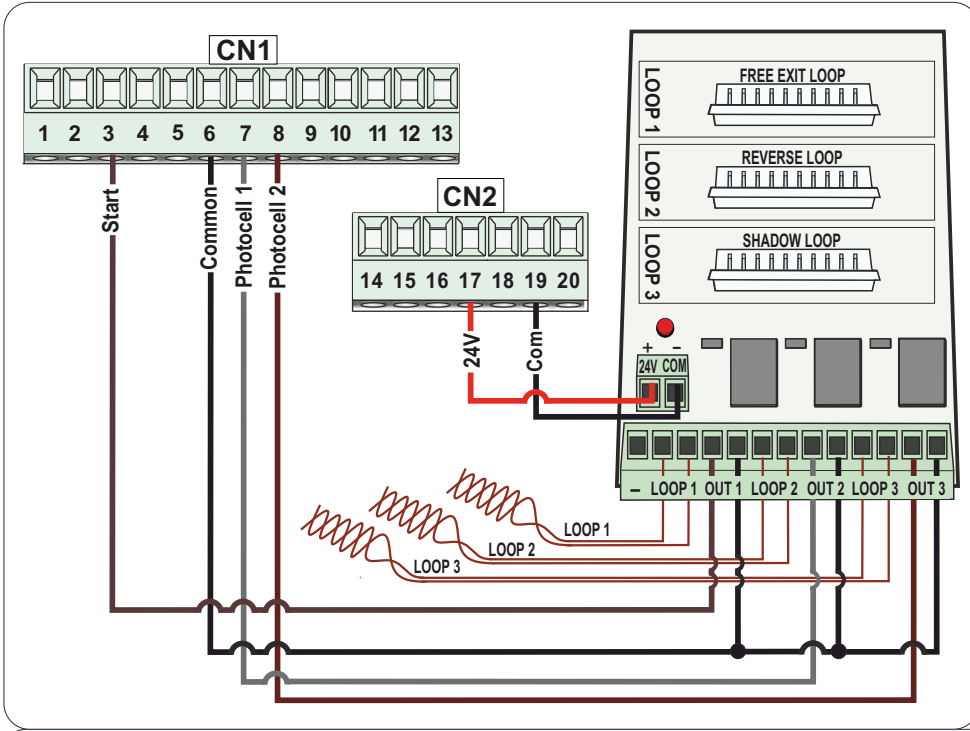 CN1
1 2 3 4 5 6 7 8 9 10 11 12 13
Start
Common
Photocell 1
Photocell 2
CN2
14 15 16 17 18 19 20
24V
Com
LOOP 1
FREE EXIT LOOP
LOOP 2
REVERSE LOOP
LOOP 3
SHADOW LOOP
+ −
24V COM
− LOOP 1 OUT 1 LOOP 2 OUT 2 LOOP 3 OUT 3
LOOP 1
LOOP 2
LOOP 3